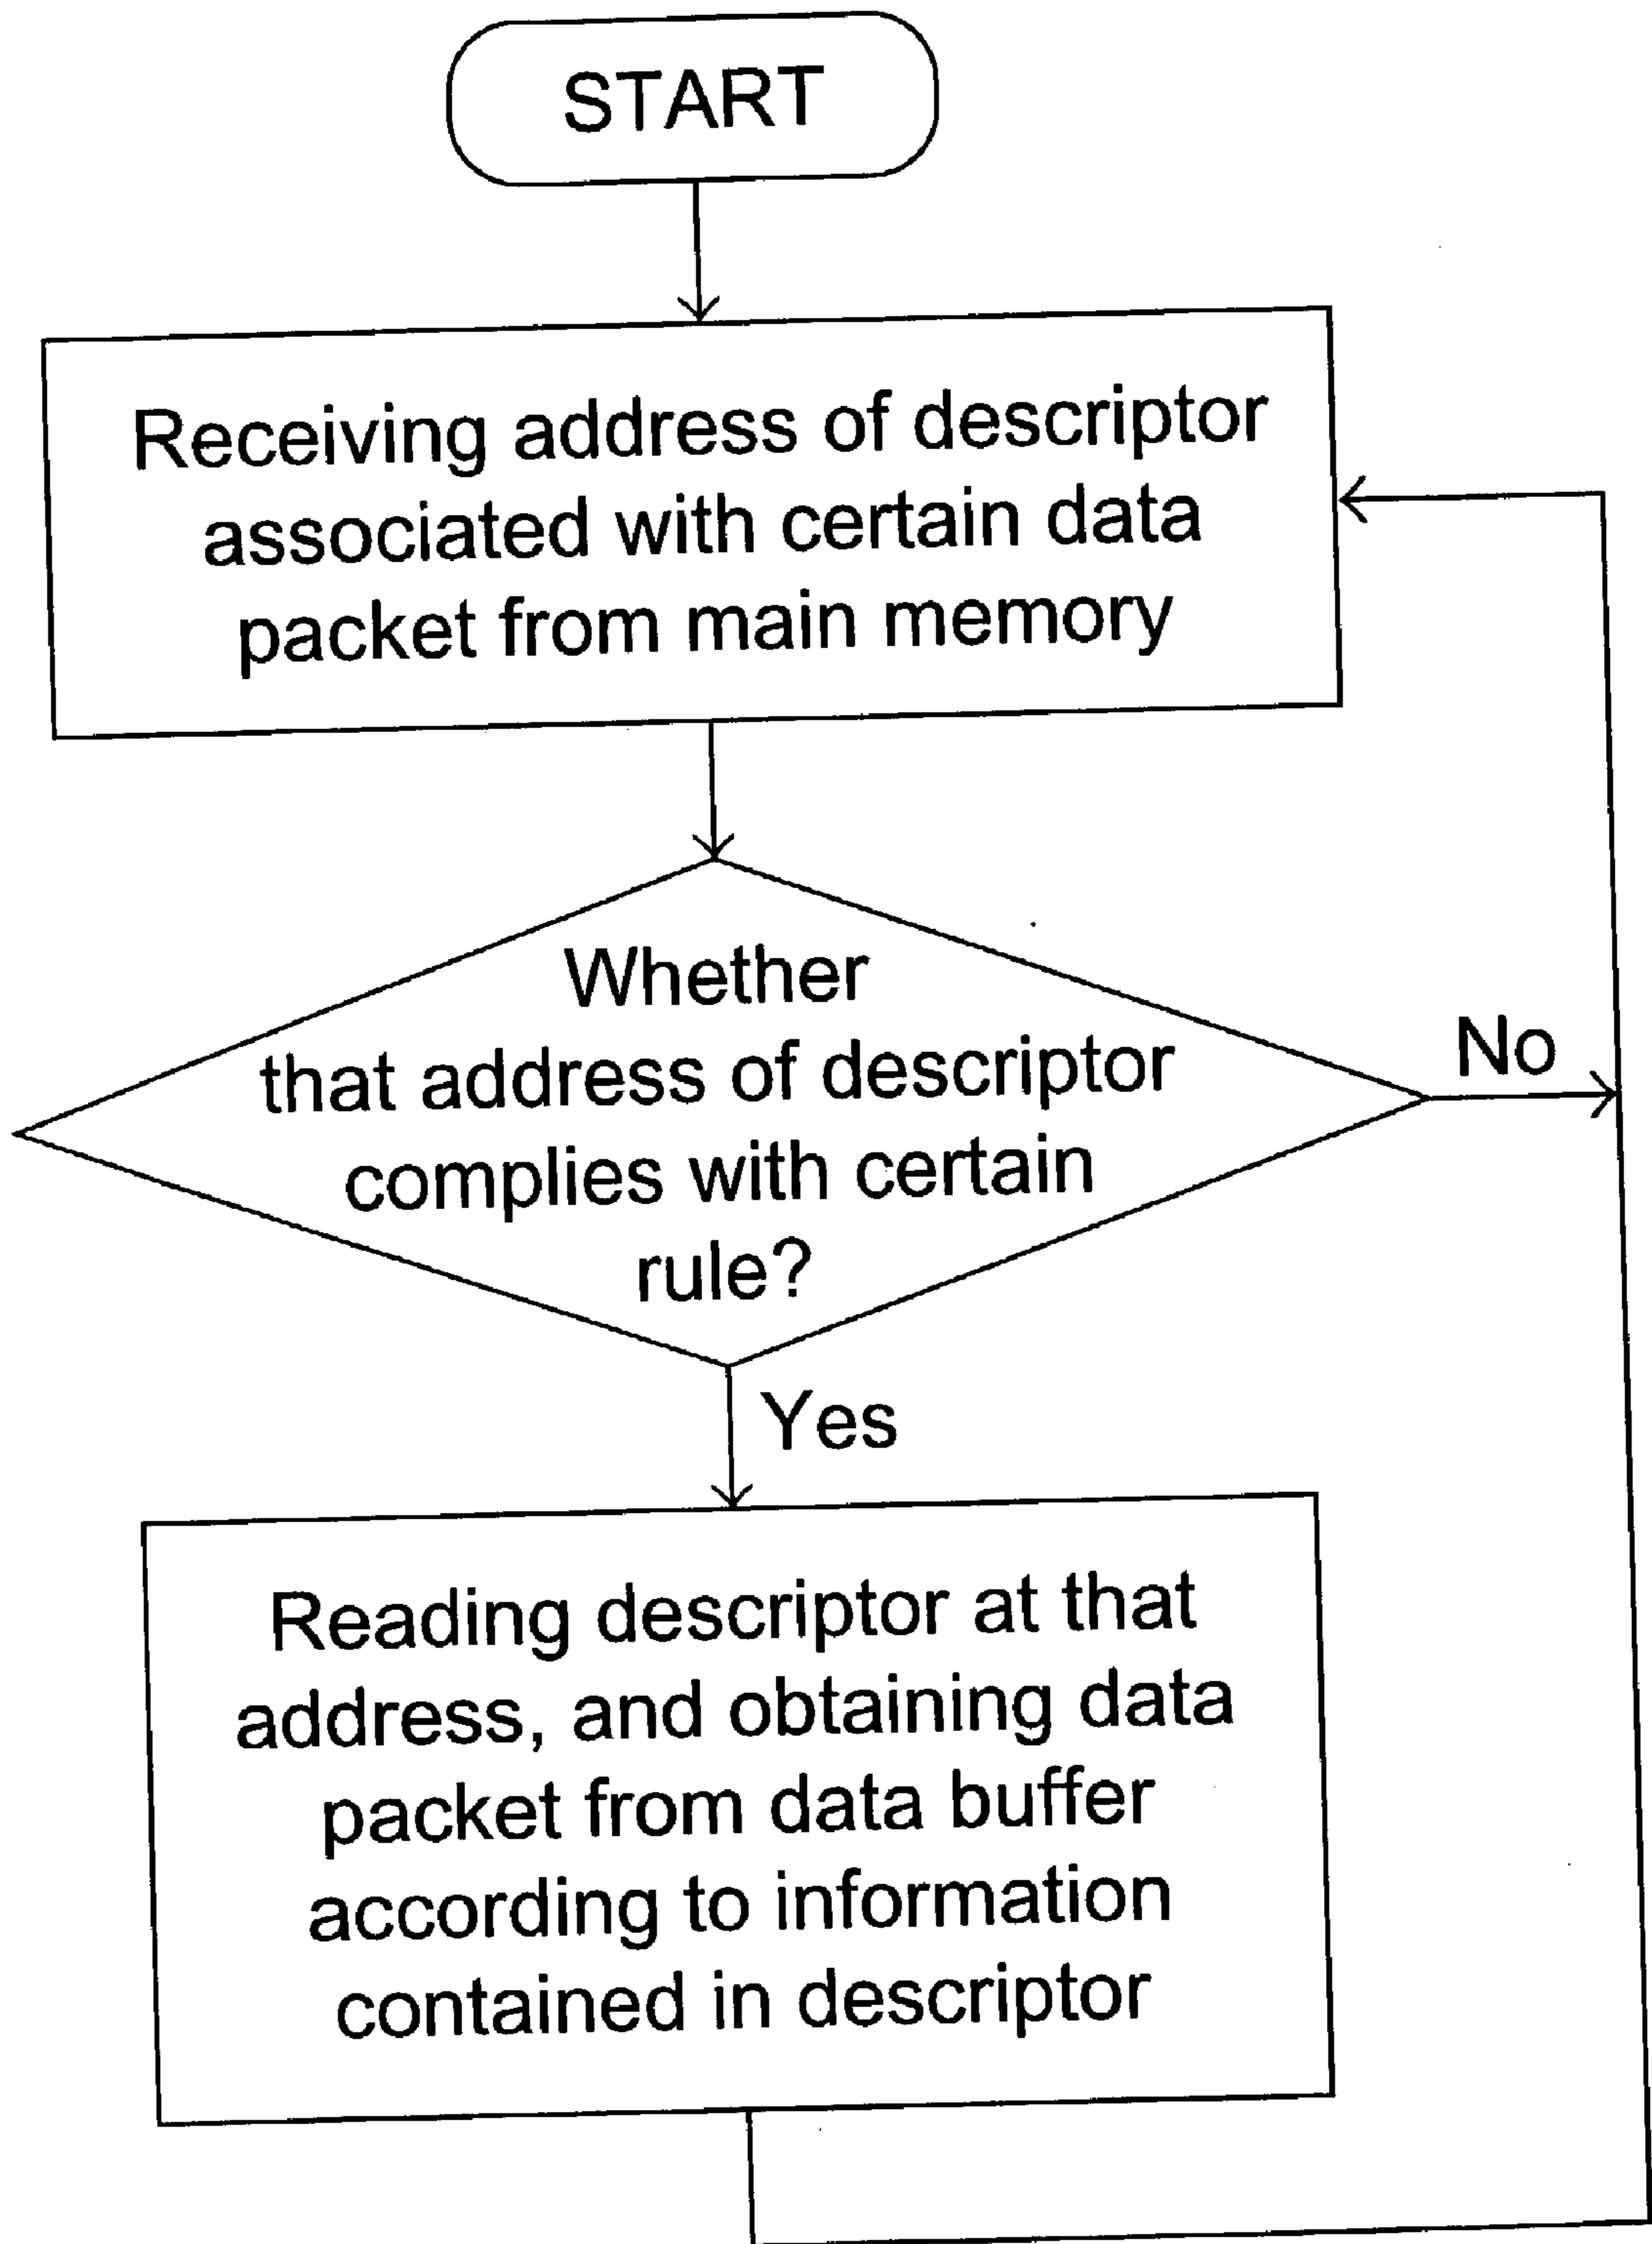 START
Receiving address of descriptor
associated with certain data
packet from main memory
Whether
that address of descriptor
complies with certain
rule?
No
Yes
Reading descriptor at that
address, and obtaining data
packet from data buffer
according to information
contained in descriptor